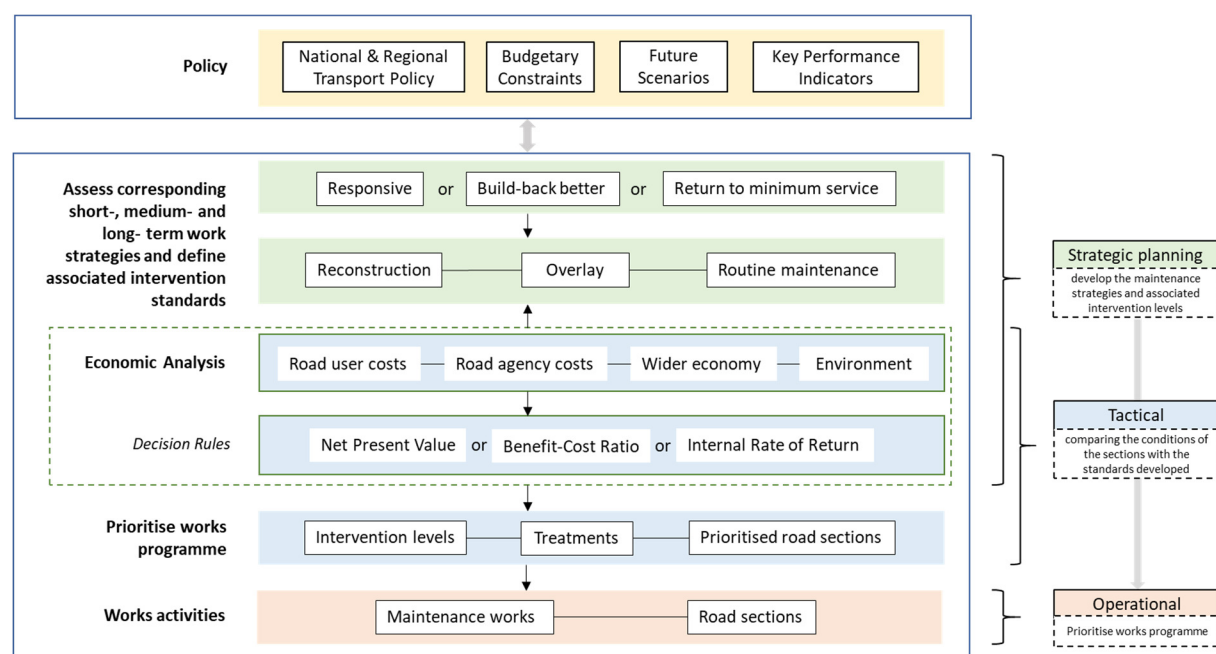 Policy
National & Regional
Transport Policy
Budgetary
Constraints
Future
Scenarios
Key Performance
Indicators
Assess corresponding
short-, medium- and
long- term work
strategies and define
associated intervention
standards
Responsive or Build-back better or Return to minimum service
Reconstruction Overlay Routine maintenance
Economic Analysis
Road user costs Road agency costs Wider economy Environment
Decision Rules
Net Present Value or Benefit-Cost Ratio or Internal Rate of Return
Prioritise works
programme
Intervention levels Treatments Prioritised road sections
Works activities
Maintenance works Road sections
Strategic planning
develop the maintenance
strategies and associated
intervention levels
Tactical
comparing the conditions of
the sections with the
standards developed
Operational
Prioritise works programme